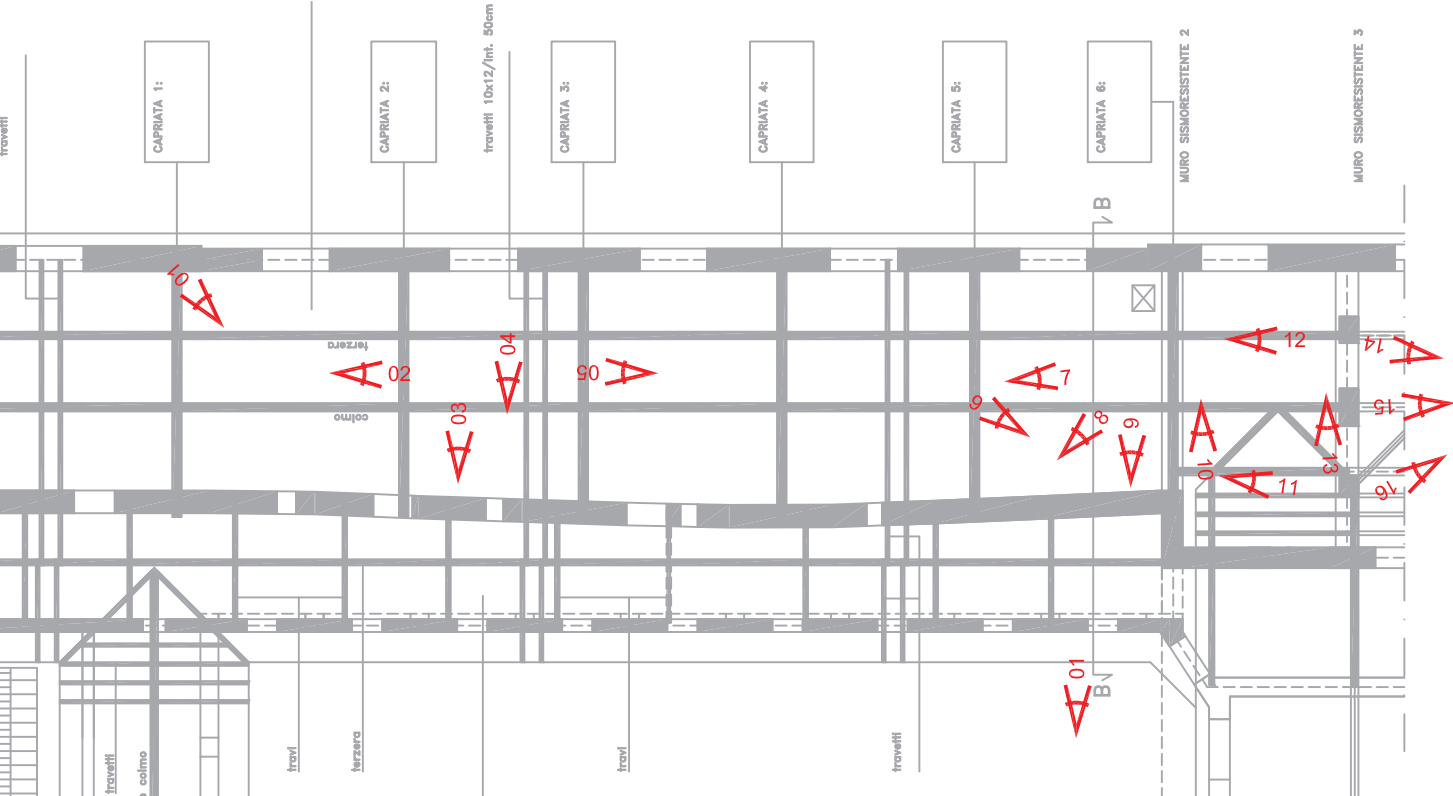 travetti
CAPRIATA 1:
CAPRIATA 2:
travetti 10x12/int. 50cm
CAPRIATA 3:
CAPRIATA 4:
CAPRIATA 5:
CAPRIATA 6:
MURO SISMORESISTENTE 2
MURO SISMORESISTENTE 3
B
01
terzera
02
04
05
7
12
14
colmo
03
6
8
9
15
10
11
13
16
01
B
travetti
colmo
travi
terzera
travi
travetti